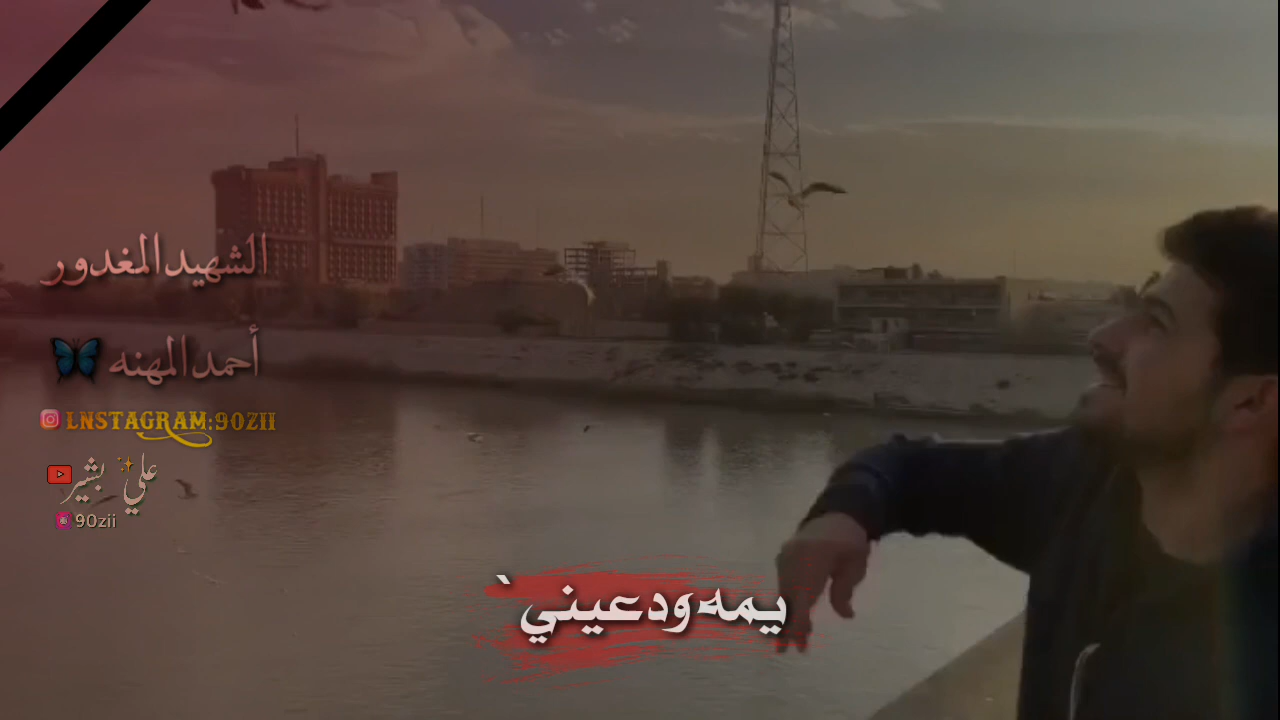 الشهيد المغدور
أحمد المهنه
LNSTAGRAM:90ZII
علي بشير
90zii
يمه ودعيني`